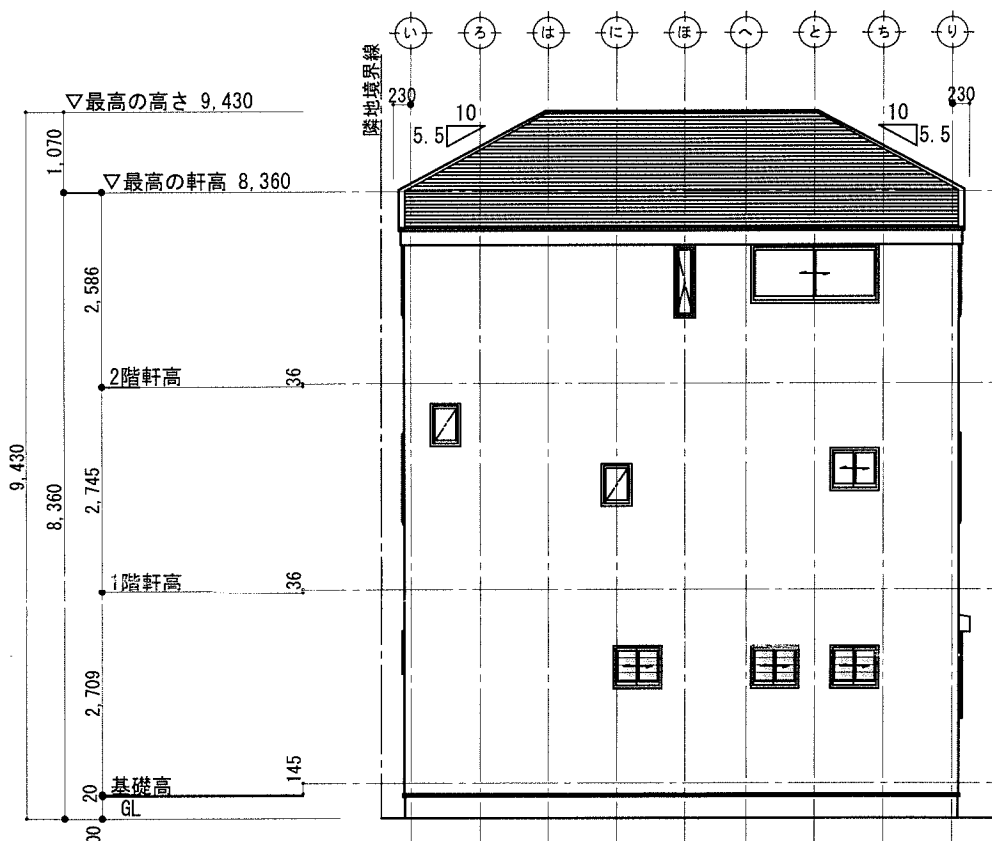 い ろ は に ほ へ と ち り
隣地境界線
230 230
▽最高の高さ 9,430
10 10
5.5 5.5
1,070
▽最高の軒高 8,360
2,586
2階軒高 36
9,430
8,360
2,745
1階軒高 36
2,709
145
基礎高
20
GL
00